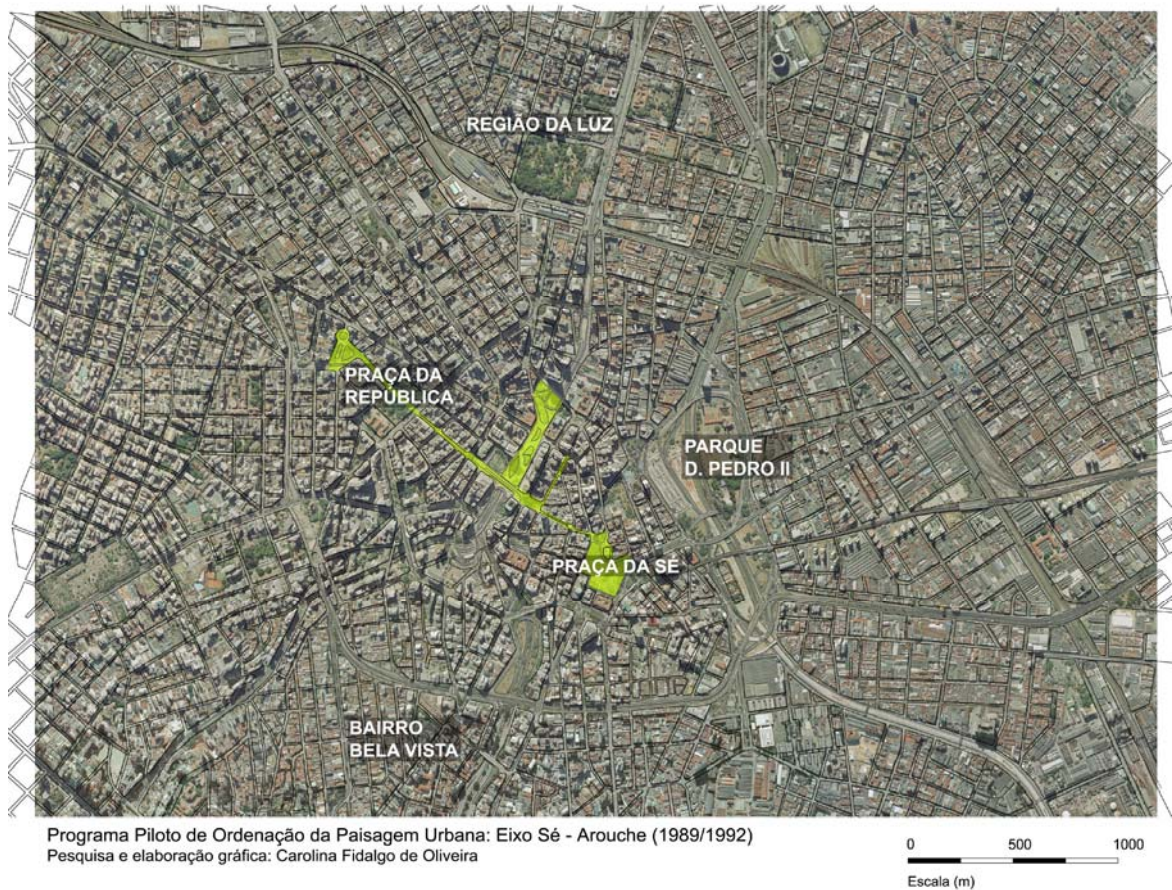 REGIÃO DA LUZ
PRAÇA DA
REPÚBLICA
PARQUE
D. PEDRO II
PRAÇA DA SÉ
BAIRRO
BELA VISTA
Programa Piloto de Ordenação da Paisagem Urbana: Eixo Sé - Arouche (1989/1992)
Pesquisa e elaboração gráfica: Carolina Fidalgo de Oliveira
0 500 1000
Escala (m)